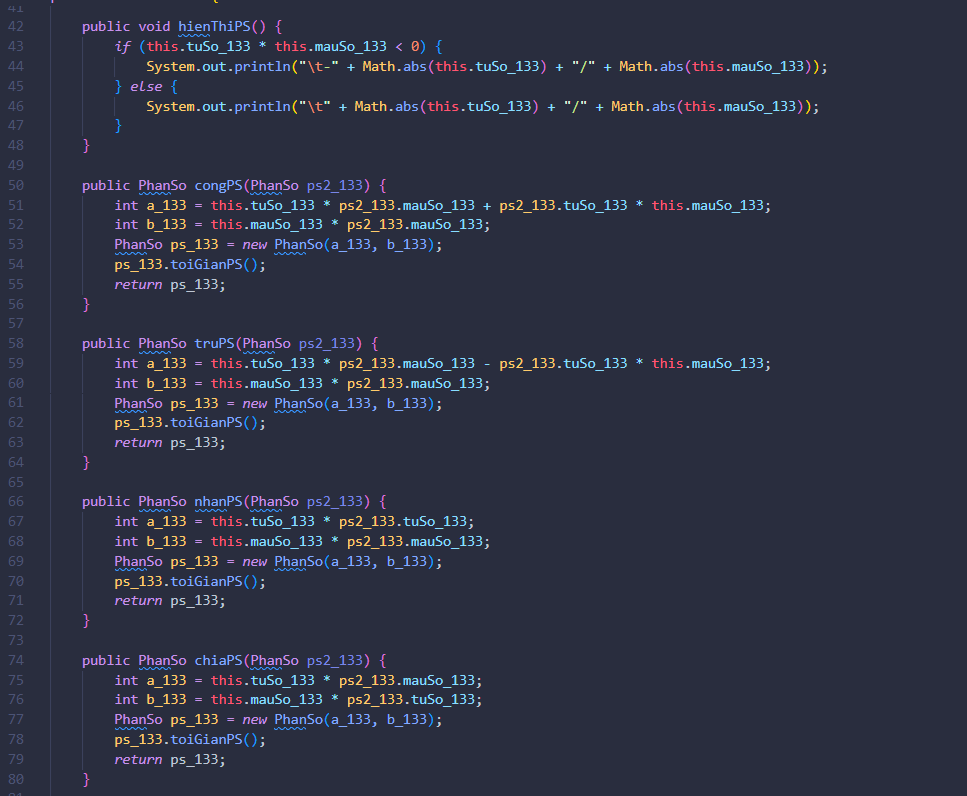 41
42 public void hienThiPS() {
43 if (this.tuSo_133 * this.mauSo_133 < 0) {
44 System.out.println("\t-" + Math.abs(this.tuSo_133) + "/" + Math.abs(this.mauSo_133));
45 } else {
46 System.out.println("\t" + Math.abs(this.tuSo_133) + "/" + Math.abs(this.mauSo_133));
47 }
48 }
49
50 public PhanSo congPS(PhanSo ps2_133) {
51 int a_133 = this.tuSo_133 * ps2_133.mauSo_133 + ps2_133.tuSo_133 * this.mauSo_133;
52 int b_133 = this.mauSo_133 * ps2_133.mauSo_133;
53 PhanSo ps_133 = new PhanSo(a_133, b_133);
54 ps_133.toiGianPS();
55 return ps_133;
56 }
57
58 public PhanSo truPS(PhanSo ps2_133) {
59 int a_133 = this.tuSo_133 * ps2_133.mauSo_133 - ps2_133.tuSo_133 * this.mauSo_133;
60 int b_133 = this.mauSo_133 * ps2_133.mauSo_133;
61 PhanSo ps_133 = new PhanSo(a_133, b_133);
62 ps_133.toiGianPS();
63 return ps_133;
64 }
65
66 public PhanSo nhanPS(PhanSo ps2_133) {
67 int a_133 = this.tuSo_133 * ps2_133.tuSo_133;
68 int b_133 = this.mauSo_133 * ps2_133.mauSo_133;
69 PhanSo ps_133 = new PhanSo(a_133, b_133);
70 ps_133.toiGianPS();
71 return ps_133;
72 }
73
74 public PhanSo chiaPS(PhanSo ps2_133) {
75 int a_133 = this.tuSo_133 * ps2_133.mauSo_133;
76 int b_133 = this.mauSo_133 * ps2_133.tuSo_133;
77 PhanSo ps_133 = new PhanSo(a_133, b_133);
78 ps_133.toiGianPS();
79 return ps_133;
80 }